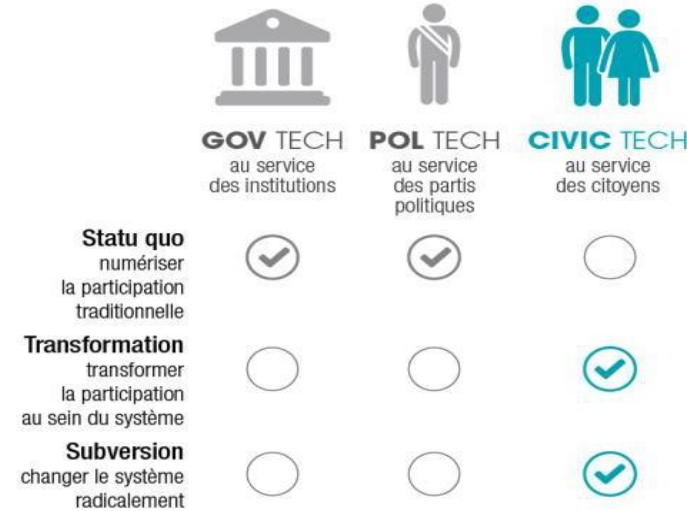 GOV TECH
au service
des institutions
POL TECH
au service
des partis
politiques
CIVIC TECH
au service
des citoyens
Statu quo
numériser
la participation
traditionnelle
Transformation
transformer
la participation
au sein du système
Subversion
changer le système
radicalement